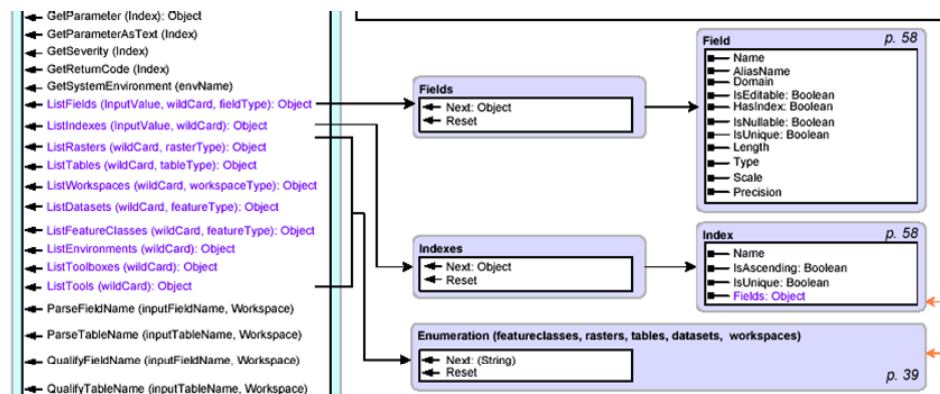 GetParameter (Index): Object
GetParameterAsText (Index)
GetSeverity (Index)
GetReturnCode (Index)
GetSystemEnvironment (envName)
ListFields (InputValue, wildCard, fieldType): Object
ListIndexes (InputValue, wildCard): Object
ListRasters (wildCard, rasterType): Object
ListTables (wildCard, tableType): Object
ListWorkspaces (wildCard, workspaceType): Object
ListDatasets (wildCard, featureType): Object
ListFeatureClasses (wildCard, featureType): Object
ListEnvironments (wildCard): Object
ListToolboxes (wildCard): Object
ListTools (wildCard): Object
ParseFieldName (inputFieldName, Workspace)
ParseTableName (inputTableName, Workspace)
QualifyFieldName (inputFieldName, Workspace)
QualifyTableName (inputTableName, Workspace)
Fields
Next: Object
Reset
Field
p. 58
Name
AliasName
Domain
IsEditable: Boolean
HasIndex: Boolean
IsNullable: Boolean
IsUnique: Boolean
Length
Type
Scale
Precision
Indexes
Next: Object
Reset
Index
p. 58
Name
IsAscending: Boolean
IsUnique: Boolean
Fields: Object
Enumeration (featureclasses, rasters, tables, datasets, workspaces)
Next: (String)
Reset
p. 39